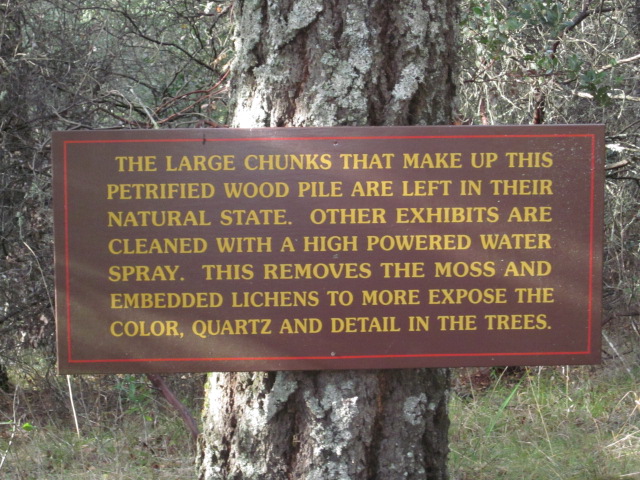 THE LARGE CHUNKS THAT MAKE UP THIS
PETRIFIED WOOD PILE ARE LEFT IN THEIR
NATURAL STATE. OTHER EXHIBITS ARE
CLEANED WITH A HIGH POWERED WATER
SPRAY. THIS REMOVES THE MOSS AND
EMBEDDED LICHENS TO MORE EXPOSE THE
COLOR, QUARTZ AND DETAIL IN THE TREES.